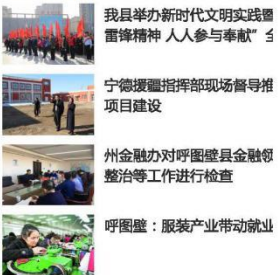 我县举办新时代文明实践暨
雷锋精神 人人参与奉献”全
宁德援疆指挥部现场督导推
项目建设
州金融办对呼图壁县金融领
整治等工作进行检查
呼图壁：服装产业带动就业